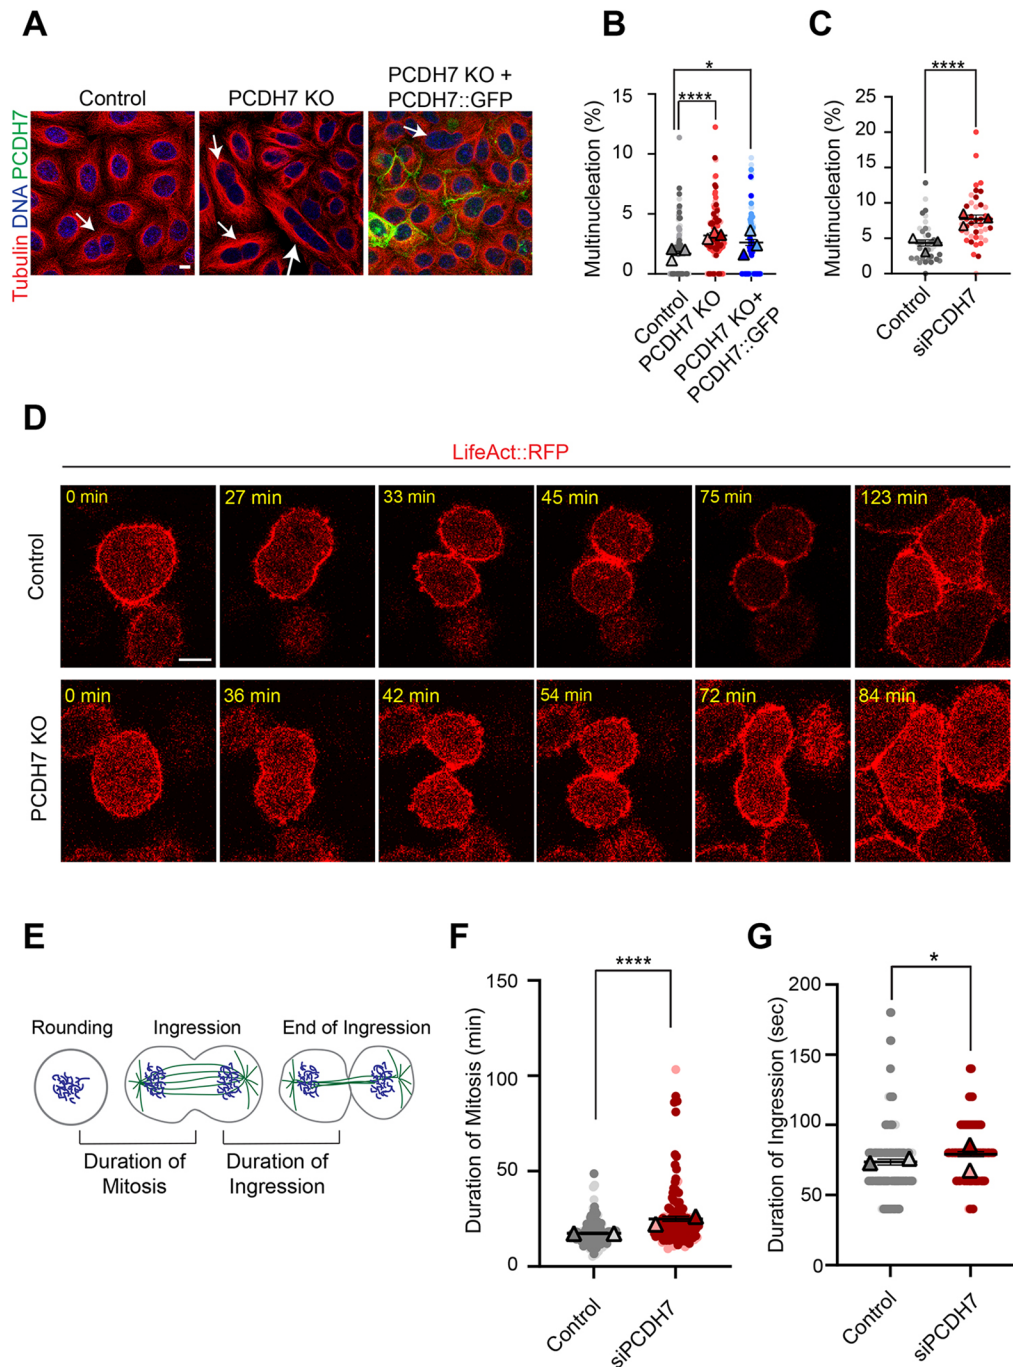 A
Control
PCDH7 KO
PCDH7 KO +
PCDH7::GFP
Tubulin DNA PCDH7
B
*
****
Multinucleation (%)
15
10
5
0
Control
PCDH7 KO
PCDH7 KO+
PCDH7::GFP
C
****
Multinucleation (%)
25
20
15
10
5
0
Control
siPCDH7
D
LifeAct::RFP
Control
0 min
27 min
33 min
45 min
75 min
123 min
PCDH7 KO
0 min
36 min
42 min
54 min
72 min
84 min
E
Rounding
Ingression
End of Ingression
Duration of
Mitosis
Duration of
Ingression
F
****
Duration of Mitosis (min)
150
100
50
0
Control
siPCDH7
G
*
Duration of Ingression (sec)
200
150
100
50
0
Control
siPCDH7